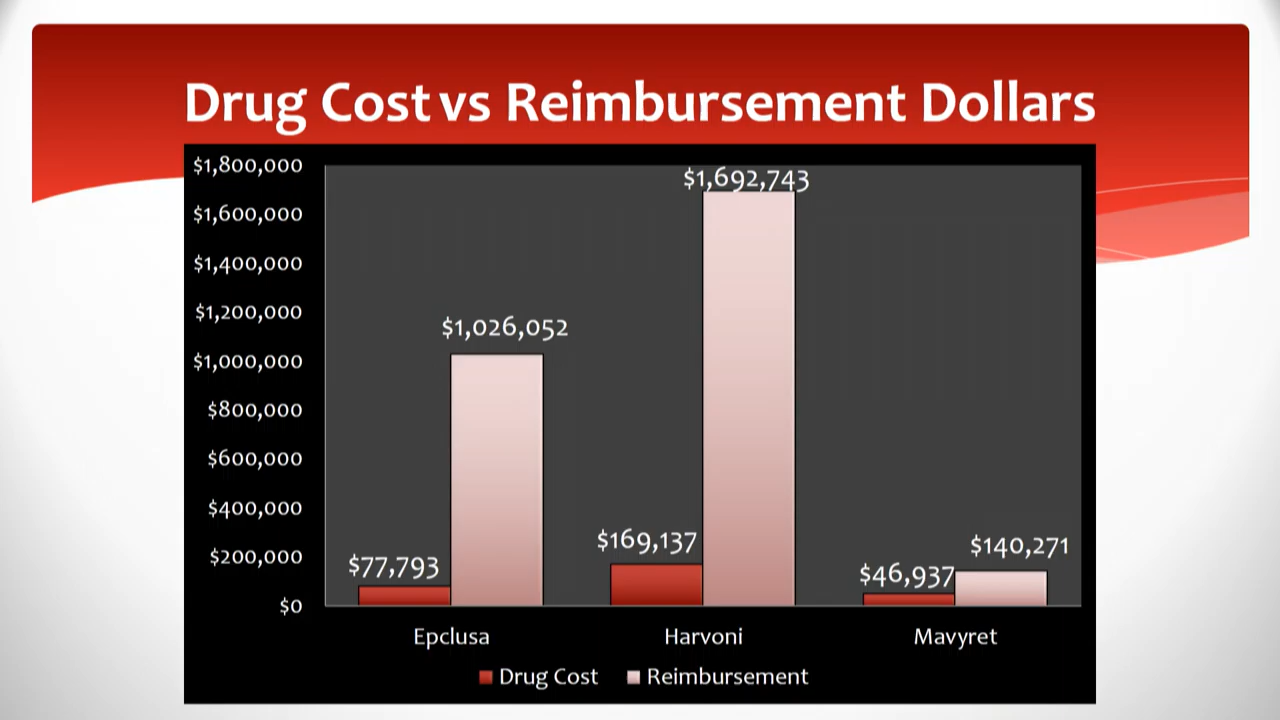 Drug Cost vs Reimbursement Dollars
$1,800,000
$1,600,000
$1,400,000
$1,200,000
$1,000,000
$800,000
$600,000
$400,000
$200,000
$0
$77,793
$1,026,052
$169,137
$1,692,743
$46,937
$140,271
Epclusa
Harvoni
Mavyret
Drug Cost
Reimbursement